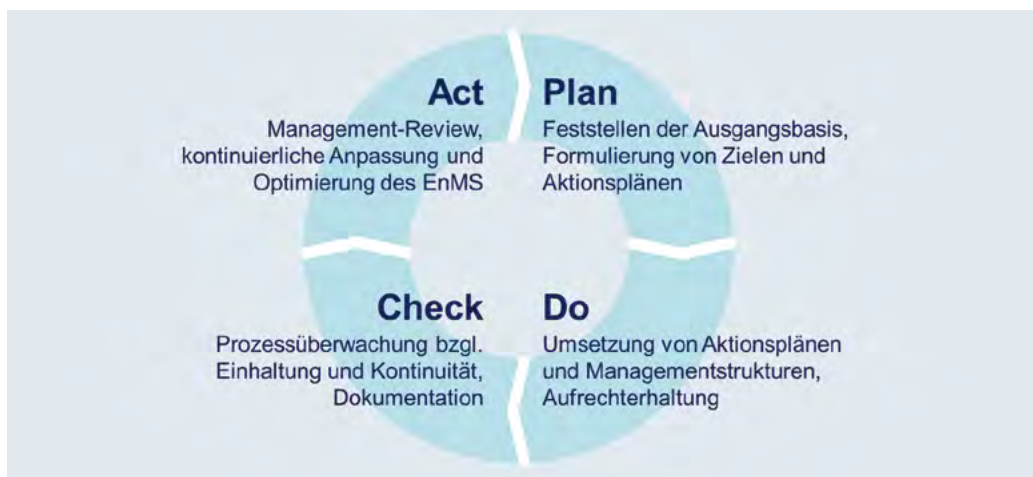 Act
Management-Review,
kontinuierliche Anpassung und
Optimierung des EnMS
Plan
Feststellen der Ausgangsbasis,
Formulierung von Zielen und
Aktionsplänen
Check
Prozessüberwachung bzgl.
Einhaltung und Kontinuität,
Dokumentation
Do
Umsetzung von Aktionsplänen
und Managementstrukturen,
Aufrechterhaltung